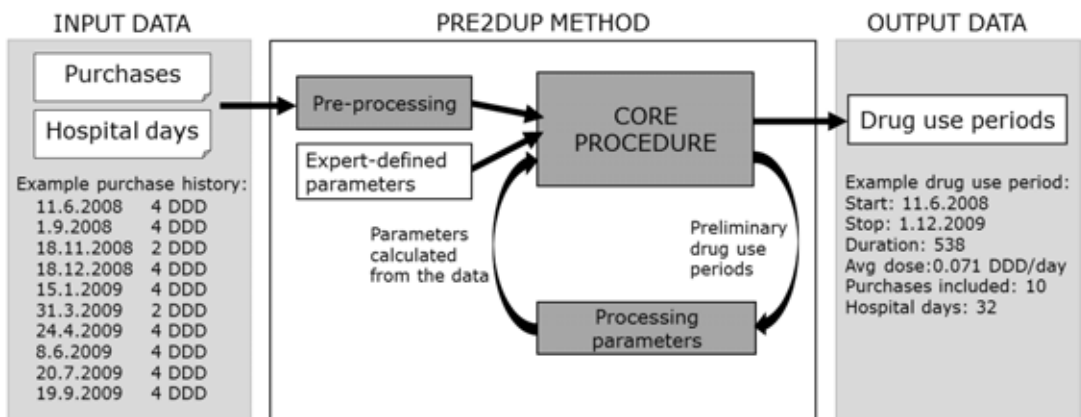 INPUT DATA
Purchases
Hospital days
Example purchase history:
11.6.2008 4 DDD
1.9.2008 4 DDD
18.11.2008 2 DDD
18.12.2008 4 DDD
15.1.2009 4 DDD
31.3.2009 2 DDD
24.4.2009 4 DDD
8.6.2009 4 DDD
20.7.2009 4 DDD
19.9.2009 4 DDD
PRE2DUP METHOD
Pre-processing
Expert-defined
parameters
CORE
PROCEDURE
Parameters
calculated
from the data
Preliminary
drug use
periods
Processing
parameters
OUTPUT DATA
Drug use periods
Example drug use period:
Start: 11.6.2008
Stop: 1.12.2009
Duration: 538
Avg dose:0.071 DDD/day
Purchases included: 10
Hospital days: 32